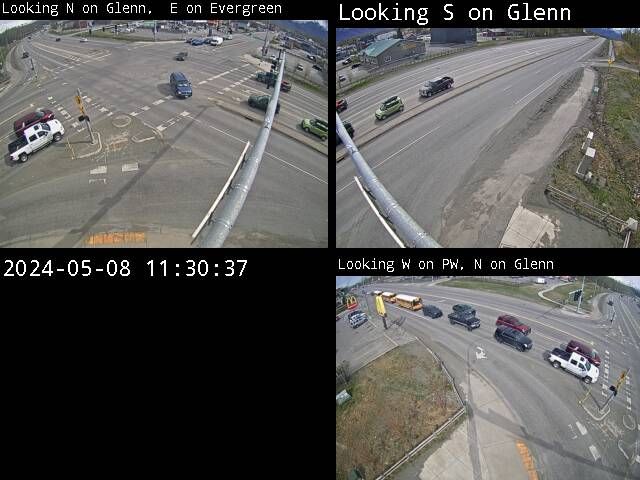 Looking N on Glenn,  E on Evergreen
Looking S on Glenn
2024-05-08 11:30:37
Looking W on PW, N on Glenn